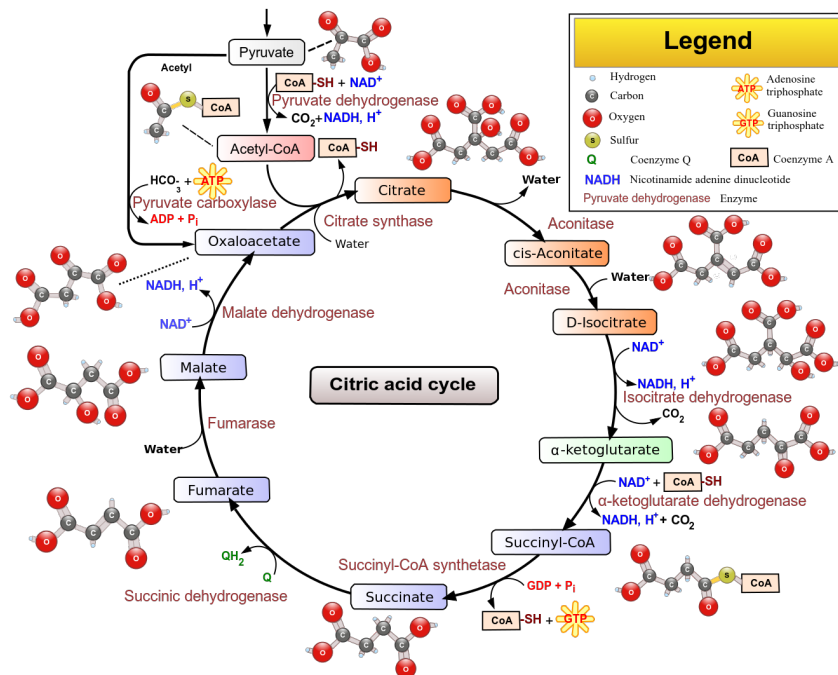 Legend
Hydrogen
Carbon
Oxygen
Sulfur
Q Coenzyme Q
NADH Nicotinamide adenine dinucleotide
Pyruvate dehydrogenase Enzyme
ATP Adenosine
triphosphate
GTP Guanosine
triphosphate
CoA Coenzyme A
Pyruvate
Acetyl
CoA-SH + NAD+
Pyruvate dehydrogenase
CO2+NADH, H+
S CoA
Acetyl-CoA
CoA-SH
HCO3- + ATP
Pyruvate carboxylase
ADP + Pi
Citrate
Citrate synthase
Water
Water
Aconitase
cis-Aconitate
Water
Aconitase
D-Isocitrate
NAD+
NADH, H+
Isocitrate dehydrogenase
CO2
α-ketoglutarate
NAD+ + CoA-SH
α-ketoglutarate dehydrogenase
NADH, H+ + CO2
Succinyl-CoA
S CoA
Succinyl-CoA synthetase
GDP + Pi
CoA-SH + GTP
Succinate
QH2
Q
Succinic dehydrogenase
Fumarate
Water
Fumarase
Malate
NAD+
NADH, H+
Malate dehydrogenase
Oxaloacetate
Citric acid cycle